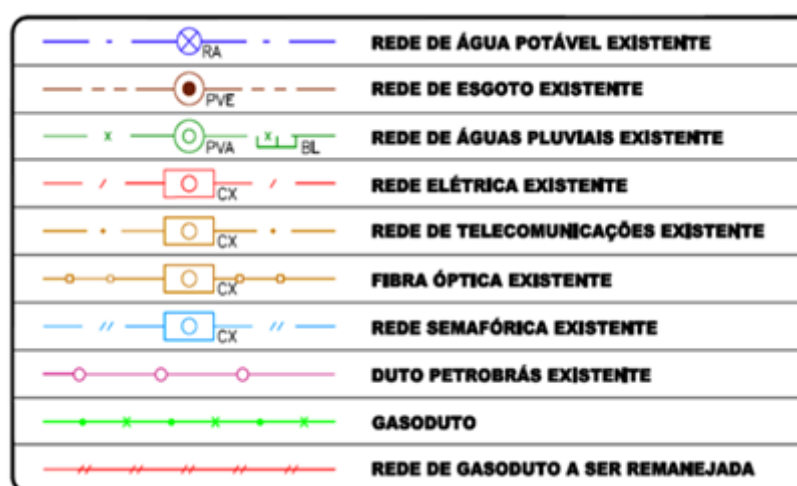 RA REDE DE ÁGUA POTÁVEL EXISTENTE
PVE REDE DE ESGOTO EXISTENTE
PVA BL REDE DE ÁGUAS PLUVIAIS EXISTENTE
CX REDE ELÉTRICA EXISTENTE
CX REDE DE TELECOMUNICAÇÕES EXISTENTE
CX FIBRA ÓPTICA EXISTENTE
CX REDE SEMAFÓRICA EXISTENTE
DUTO PETROBRÁS EXISTENTE
GASODUTO
REDE DE GASODUTO A SER REMANEJADA